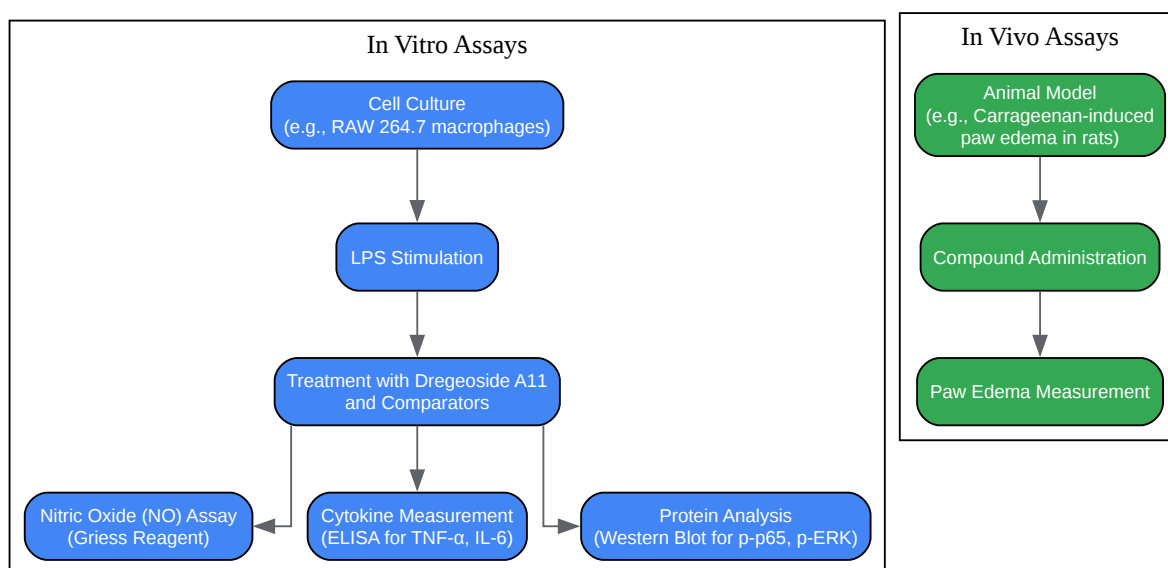 In Vitro Assays
Cell Culture
(e.g., RAW 264.7 macrophages)
LPS Stimulation
Treatment with Dregeoside A11
and Comparators
Nitric Oxide (NO) Assay
(Griess Reagent)
Cytokine Measurement
(ELISA for TNF-α, IL-6)
Protein Analysis
(Western Blot for p-p65, p-ERK)
In Vivo Assays
Animal Model
(e.g., Carrageenan-induced
paw edema in rats)
Compound Administration
Paw Edema Measurement